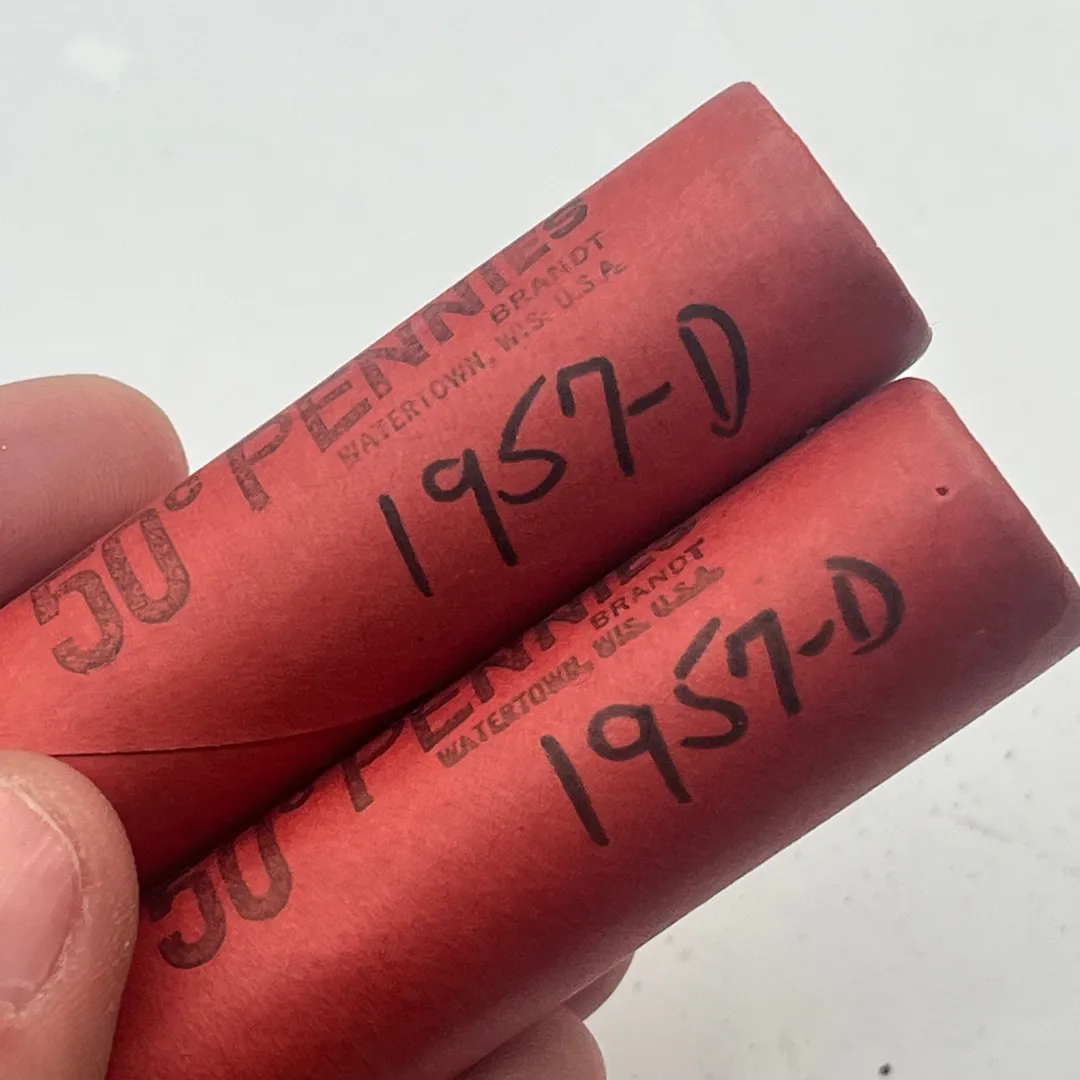 50¢ PENNIES
BRANDT
WATERTOWN, WIS. U.S.A.
1957-D
50¢ PENNIES
BRANDT
WATERTOWN, WIS. U.S.A.
1957-D